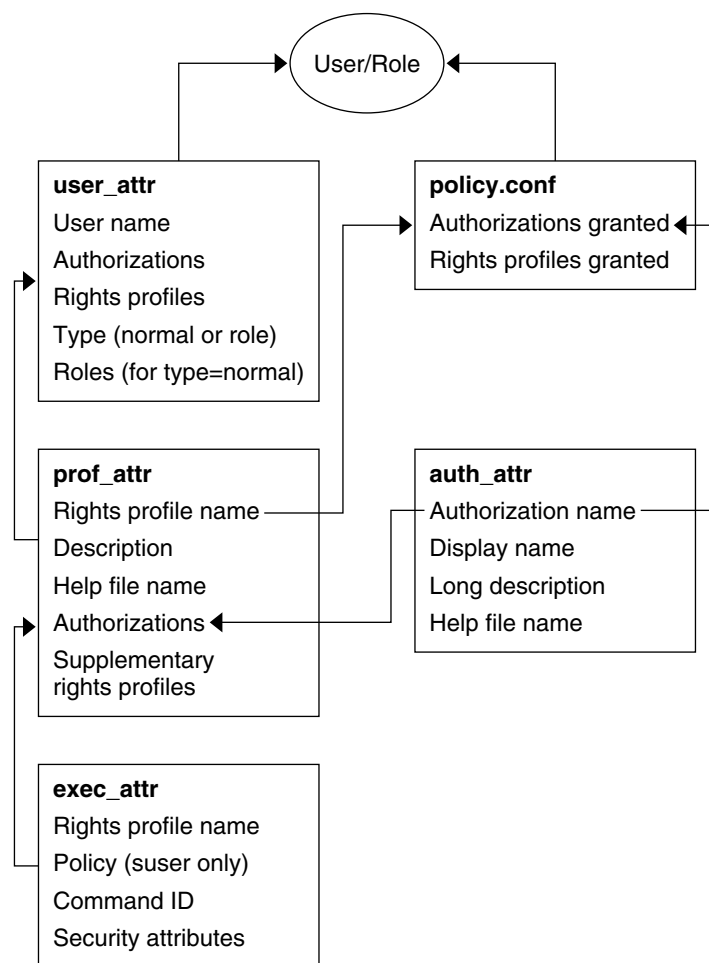 User/Role
user_attr
User name
Authorizations
Rights profiles
Type (normal or role)
Roles (for type=normal)
policy.conf
Authorizations granted
Rights profiles granted
prof_attr
Rights profile name
Description
Help file name
Authorizations
Supplementary
rights profiles
auth_attr
Authorization name
Display name
Long description
Help file name
exec_attr
Rights profile name
Policy (suser only)
Command ID
Security attributes